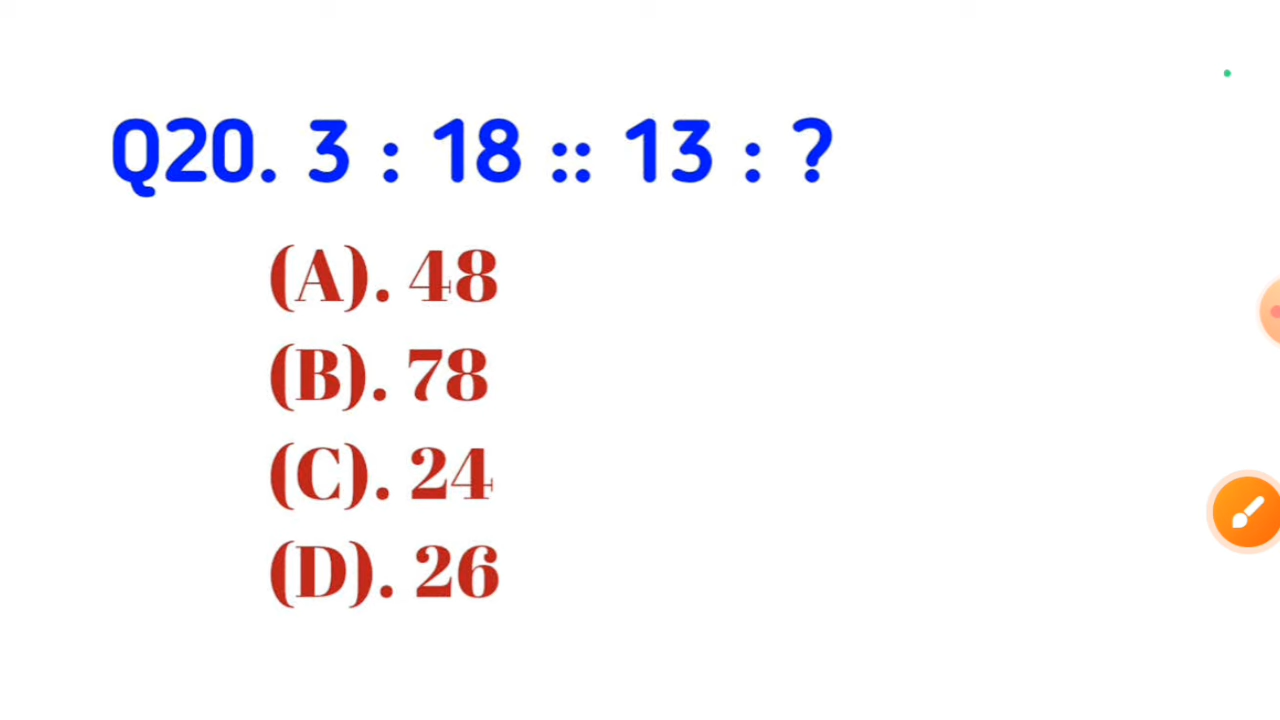 Q20. 3 : 18 :: 13 : ?
(A). 48
(B). 78
(C). 24
(D). 26